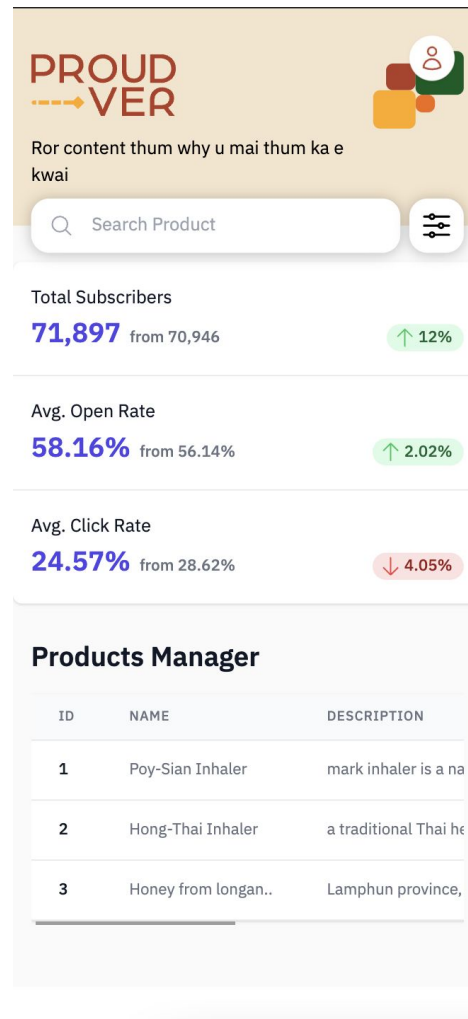 PROUD
VER
Ror content thum why u mai thum ka e
kwai
Search Product
Total Subscribers
71,897 from 70,946
12%
Avg. Open Rate
58.16% from 56.14%
2.02%
Avg. Click Rate
24.57% from 28.62%
4.05%
Products Manager
ID NAME DESCRIPTION
1 Poy-Sian Inhaler mark inhaler is a na
2 Hong-Thai Inhaler a traditional Thai he
3 Honey from longan.. Lamphun province,